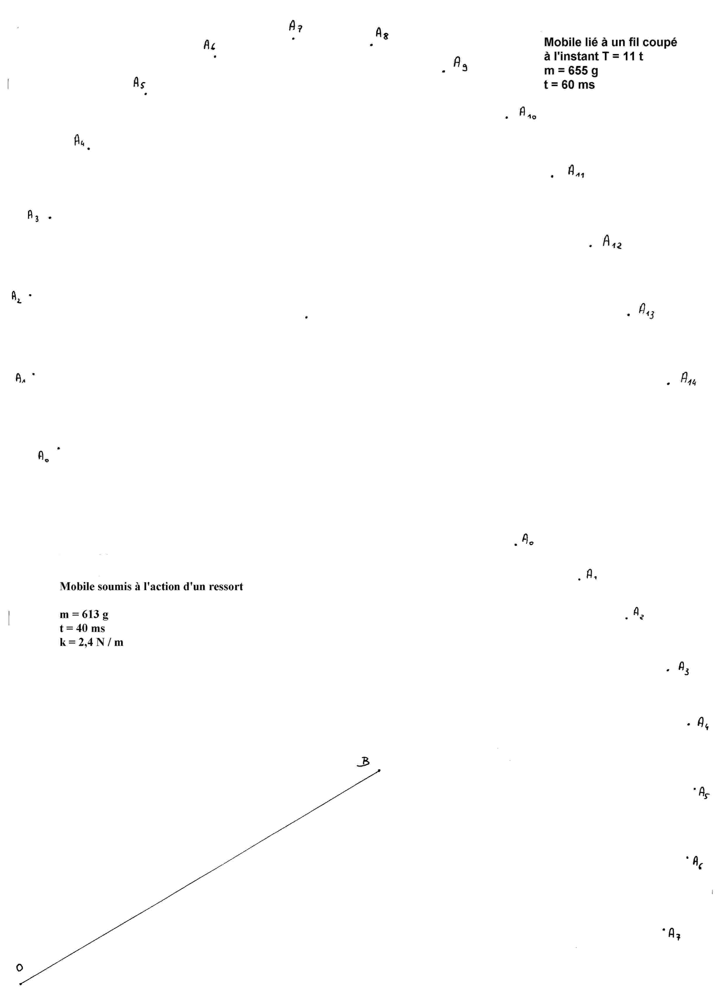 A7
A8
A6
Mobile lié à un fil coupé
à l'instant T = 11 t
m = 655 g
t = 60 ms
A9
A5
A10
A4
A11
A3
A12
A2
A13
A1
A14
A0
A0
A1
Mobile soumis à l'action d'un ressort
m = 613 g
t = 40 ms
k = 2,4 N / m
A2
A3
A4
B
A5
A6
A7
O